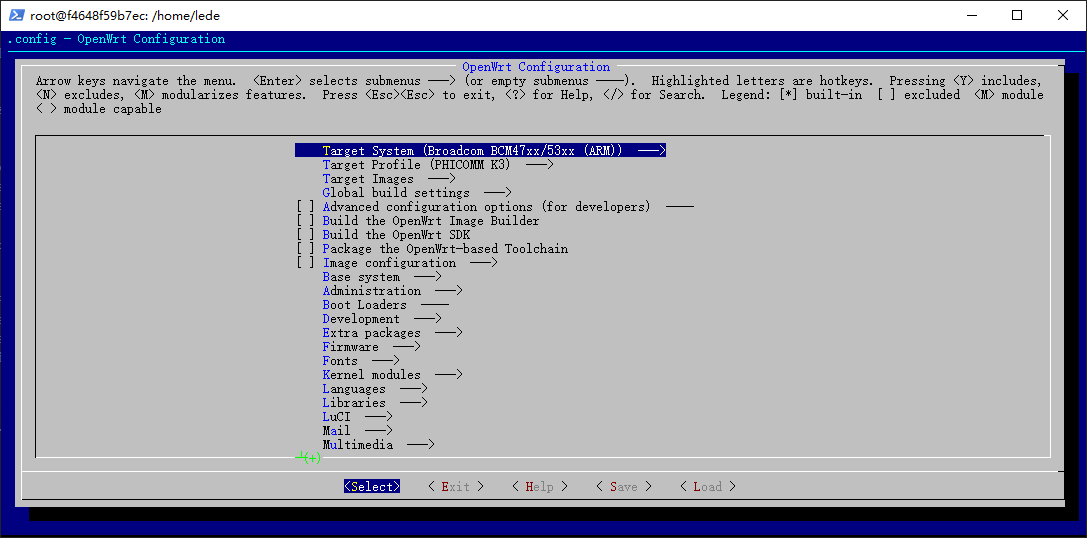 root@f4648f59b7ec: /home/lede
.config - OpenWrt Configuration
OpenWrt Configuration
Arrow keys navigate the menu.  <Enter> selects submenus ---> (or empty submenus ----).  Highlighted letters are hotkeys.  Pressing <Y> includes,
<N> excludes, <M> modularizes features.  Press <Esc><Esc> to exit, <?> for Help, </> for Search.  Legend: [*] built-in  [ ] excluded  <M> module
< > module capable
Target System (Broadcom BCM47xx/53xx (ARM))  --->
Target Profile (PHICOMM K3)  --->
Target Images  --->
Global build settings  --->
[ ] Advanced configuration options (for developers)  ----
[ ] Build the OpenWrt Image Builder
[ ] Build the OpenWrt SDK
[ ] Package the OpenWrt-based Toolchain
[ ] Image configuration  --->
Base system  --->
Administration  --->
Boot Loaders  ----
Development  --->
Extra packages  --->
Firmware  --->
Fonts  --->
Kernel modules  --->
Languages  --->
Libraries  --->
LuCI  --->
Mail  --->
Multimedia  --->
┴(+)
<Select>    < Exit >    < Help >    < Save >    < Load >